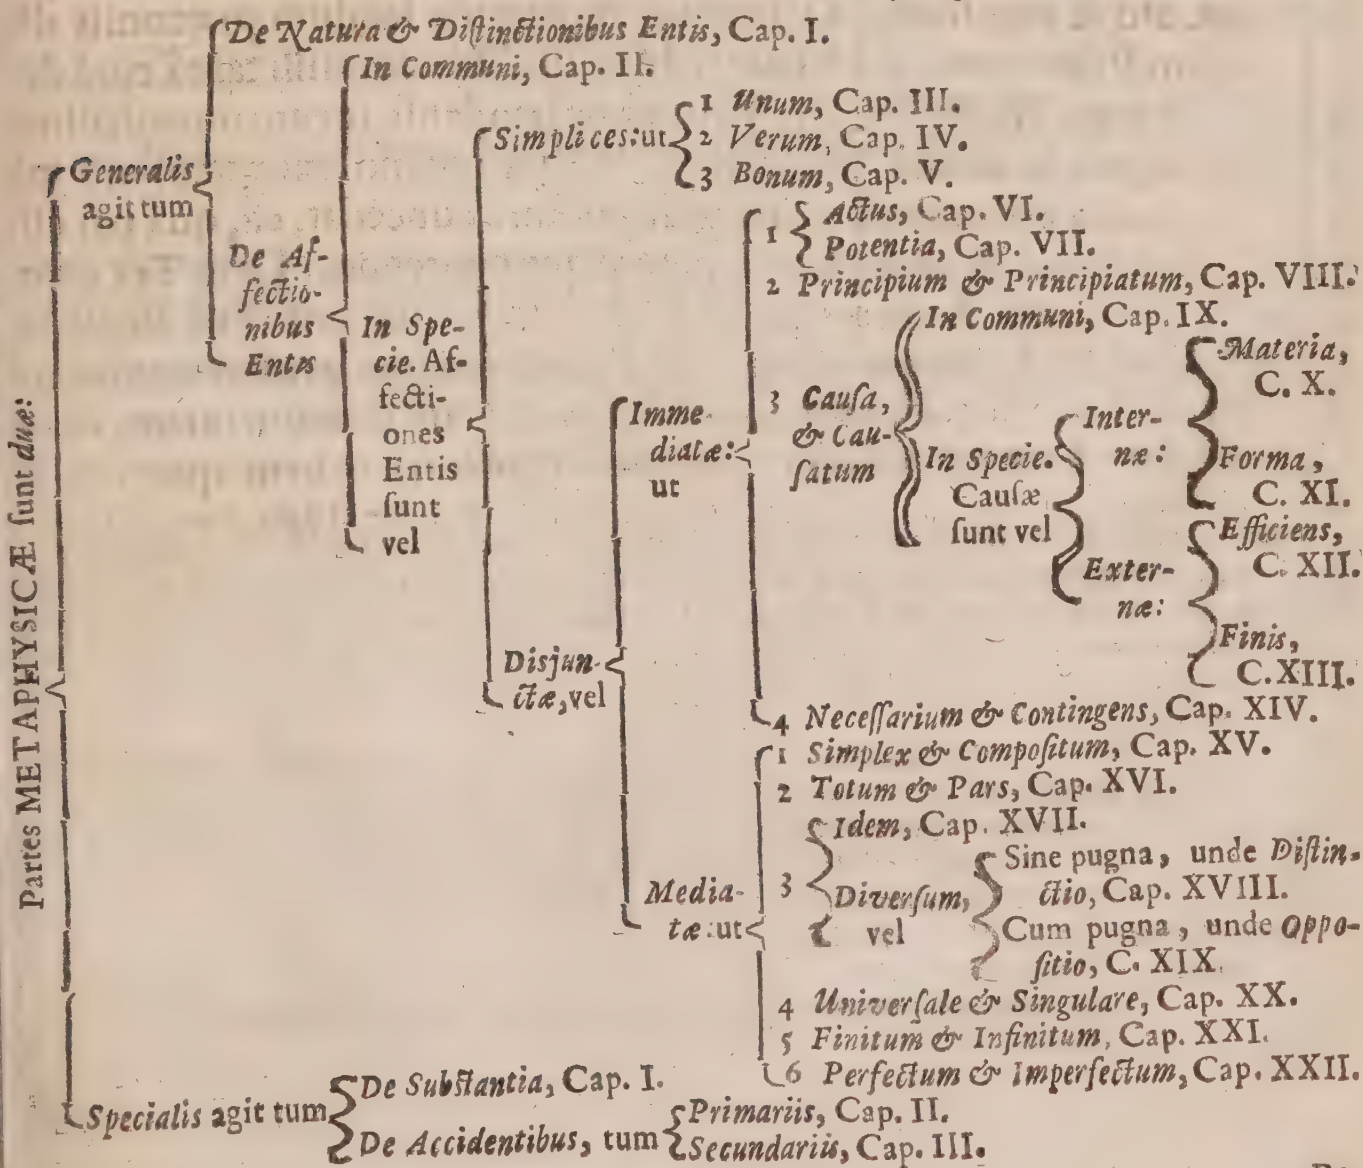 Partes METAPHYSICÆ ſunt duæ:
Generalis
agit tum
De Natura & Diſtinctionibus Entis, Cap. I.
De Af-
fectio-
nibus
Entis
In Communi, Cap. II.
In Spe-
cie. Af-
fecti-
ones
Entis
ſunt
vel
Simplices: ut
1 Unum, Cap. III.
2 Verum, Cap. IV.
3 Bonum, Cap. V.
Disjun-
ctæ, vel
Imme-
diatæ:
ut
1 Actus, Cap. VI.
Potentia, Cap. VII.
2 Principium & Principiatum, Cap. VIII.
3 Cauſa,
& Cau-
ſatum
In Communi, Cap. IX.
In Specie.
Cauſæ
ſunt vel
Inter-
næ:
Materia,
C. X.
Forma,
C. XI.
Exter-
næ:
Efficiens,
C. XII.
Finis,
C. XIII.
4 Neceſſarium & Contingens, Cap. XIV.
Media-
tæ: ut
1 Simplex & Compoſitum, Cap. XV.
2 Totum & Pars, Cap. XVI.
3
Idem, Cap. XVII.
Diverſum,
vel
Sine pugna, unde Diſtin-
ctio, Cap. XVIII.
Cum pugna, unde Oppo-
ſitio, C. XIX.
4 Univerſale & Singulare, Cap. XX.
5 Finitum & Infinitum, Cap. XXI.
6 Perfectum & Imperfectum, Cap. XXII.
Specialis agit tum
De Subſtantia, Cap. I.
De Accidentibus, tum
Primariis, Cap. II.
Secundariis, Cap. III.